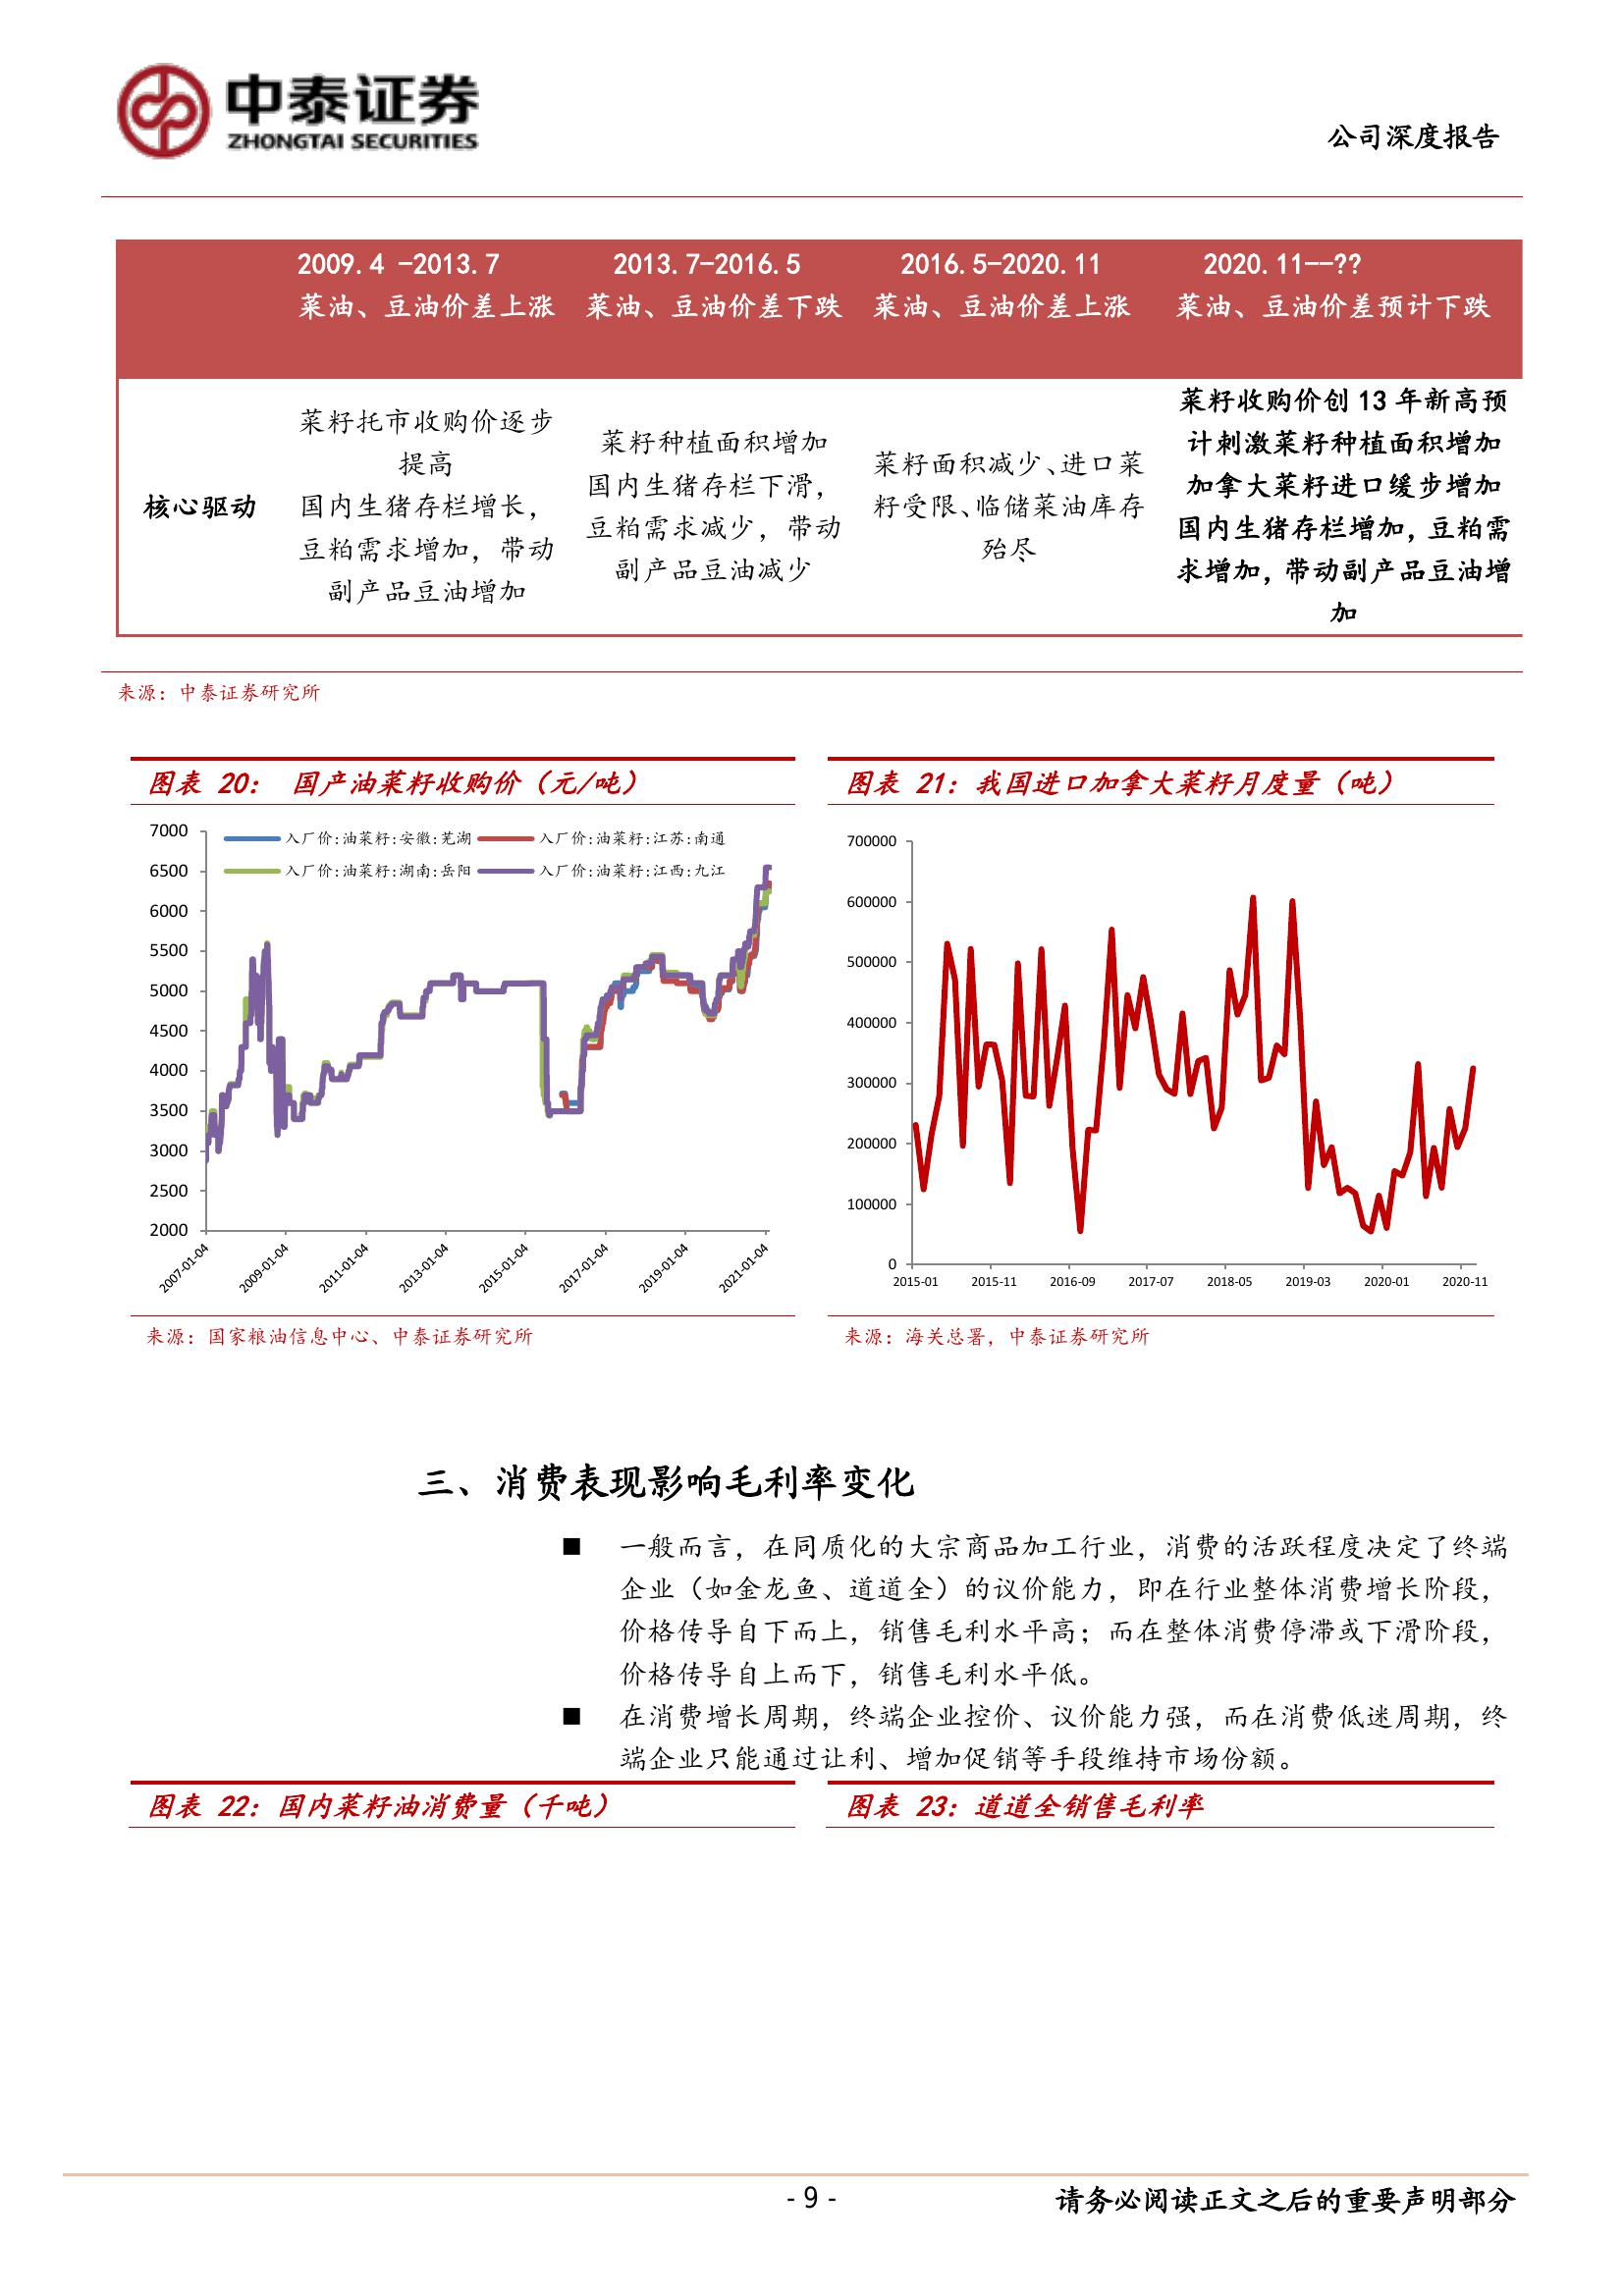 中泰证券
ZHONGTAI SECURITIES
公司深度报告
2009.4 -2013.7
菜油、豆油价差上涨
2013.7-2016.5
菜油、豆油价差下跌
2016.5-2020.11
菜油、豆油价差上涨
2020.11--??
菜油、豆油价差预计下跌
核心驱动
菜籽托市收购价逐步
提高
国内生猪存栏增长，
豆粕需求增加，带动
副产品豆油增加
菜籽种植面积增加
国内生猪存栏下滑，
豆粕需求减少，带动
副产品豆油减少
菜籽面积减少、进口菜
籽受限、临储菜油库存
殆尽
菜籽收购价创 13 年新高预
计刺激菜籽种植面积增加
加拿大菜籽进口缓步增加
国内生猪存栏增加，豆粕需
求增加，带动副产品豆油增
加
来源：中泰证券研究所
图表 20： 国产油菜籽收购价（元/吨）
7000
6500
6000
5500
5000
4500
4000
3500
3000
2500
2000
入厂价:油菜籽:安徽:芜湖
入厂价:油菜籽:江苏:南通
入厂价:油菜籽:湖南:岳阳
入厂价:油菜籽:江西:九江
2007-01-04
2009-01-04
2011-01-04
2013-01-04
2015-01-04
2017-01-04
2019-01-04
2021-01-04
来源：国家粮油信息中心、中泰证券研究所
图表 21：我国进口加拿大菜籽月度量（吨）
700000
600000
500000
400000
300000
200000
100000
0
2015-01
2015-11
2016-09
2017-07
2018-05
2019-03
2020-01
2020-11
来源：海关总署，中泰证券研究所
三、消费表现影响毛利率变化
■ 一般而言，在同质化的大宗商品加工行业，消费的活跃程度决定了终端
企业（如金龙鱼、道道全）的议价能力，即在行业整体消费增长阶段，
价格传导自下而上，销售毛利水平高；而在整体消费停滞或下滑阶段，
价格传导自上而下，销售毛利水平低。
■ 在消费增长周期，终端企业控价、议价能力强，而在消费低迷周期，终
端企业只能通过让利、增加促销等手段维持市场份额。
图表 22：国内菜籽油消费量（千吨）
图表 23：道道全销售毛利率
- 9 -
请务必阅读正文之后的重要声明部分